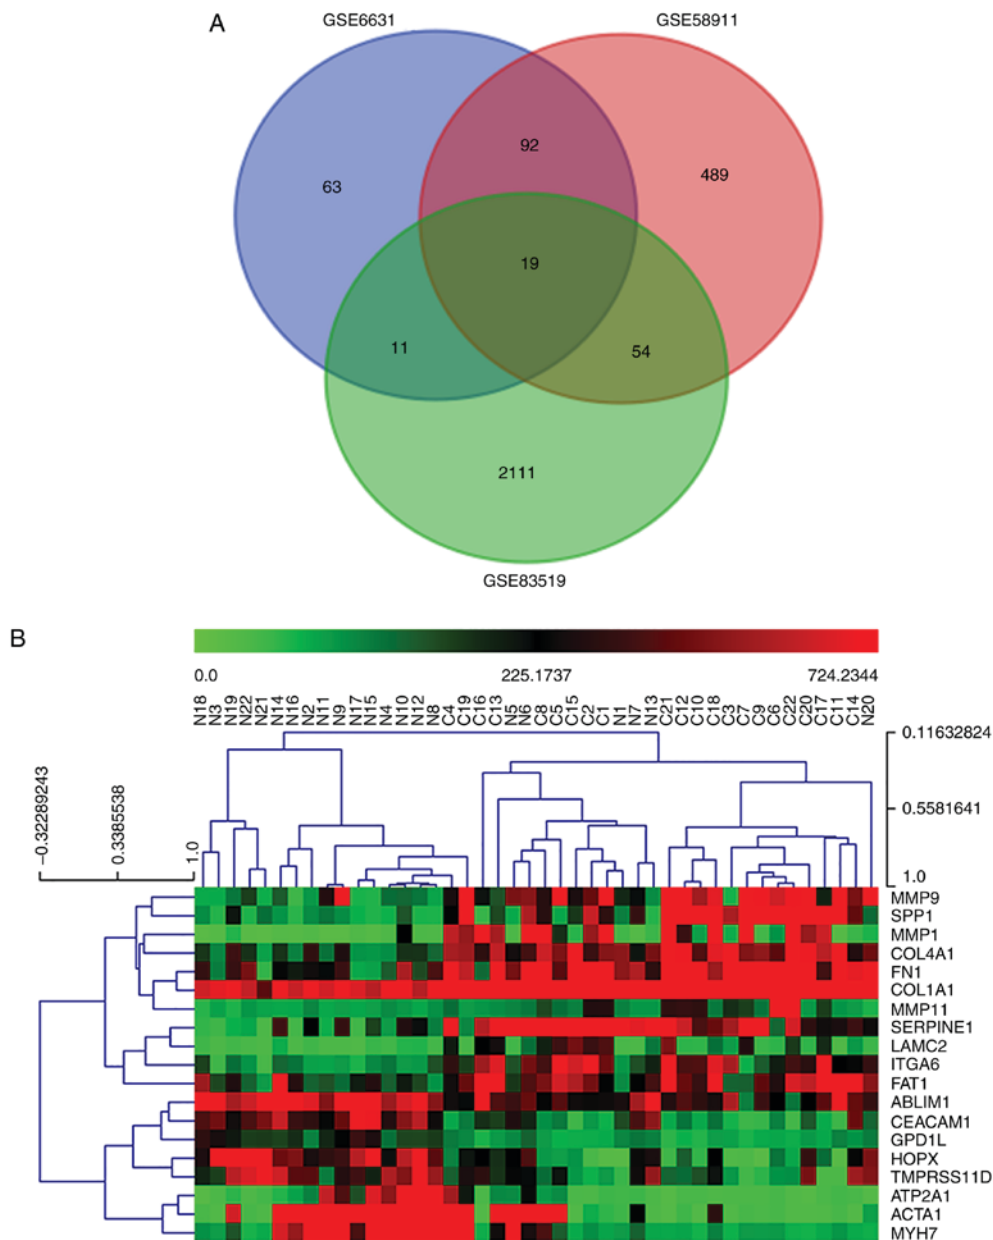 A
GSE6631
GSE58911
92
63
489
19
11
54
2111
GSE83519
B
0.0
225.1737
724.2344
N18 N3 N19 N22 N21 N14 N16 N2 N11 N9 N17 N15 N4 N10 N12 N8 C4 C19 C16 C13 N5 N6 C8 C5 C15 C2 C1 N1 N7 N13 C21 C12 C10 C18 C3 C7 C9 C6 C22 C20 C17 C11 C14 N20
0.11632824
0.5581641
1.0
−0.32289243
0.3385538
1.0
MMP9
SPP1
MMP1
COL4A1
FN1
COL1A1
MMP11
SERPINE1
LAMC2
ITGA6
FAT1
ABLIM1
CEACAM1
GPD1L
HOPX
TMPRSS11D
ATP2A1
ACTA1
MYH7